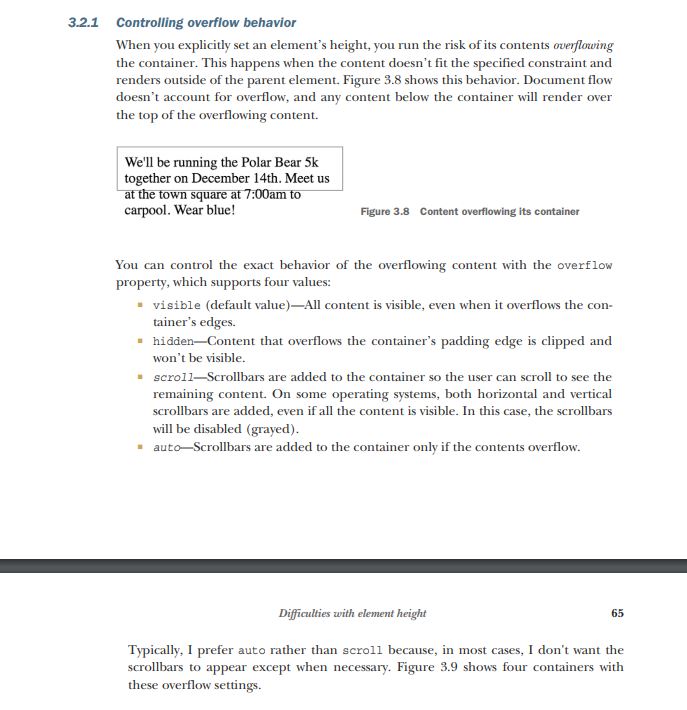 3.2.1 Controlling overflow behavior
When you explicitly set an element's height, you run the risk of its contents overflowing
the container. This happens when the content doesn't fit the specified constraint and
renders outside of the parent element. Figure 3.8 shows this behavior. Document flow
doesn't account for overflow, and any content below the container will render over
the top of the overflowing content.
We'll be running the Polar Bear 5k
together on December 14th. Meet us
at the town square at 7:00am to
carpool. Wear blue!
Figure 3.8 Content overflowing its container
You can control the exact behavior of the overflowing content with the overflow
property, which supports four values:
▪ visible (default value)—All content is visible, even when it overflows the con-
tainer's edges.
▪ hidden—Content that overflows the container's padding edge is clipped and
won't be visible.
▪ scroll—Scrollbars are added to the container so the user can scroll to see the
remaining content. On some operating systems, both horizontal and vertical
scrollbars are added, even if all the content is visible. In this case, the scrollbars
will be disabled (grayed).
▪ auto—Scrollbars are added to the container only if the contents overflow.
Difficulties with element height 65
Typically, I prefer auto rather than scroll because, in most cases, I don't want the
scrollbars to appear except when necessary. Figure 3.9 shows four containers with
these overflow settings.